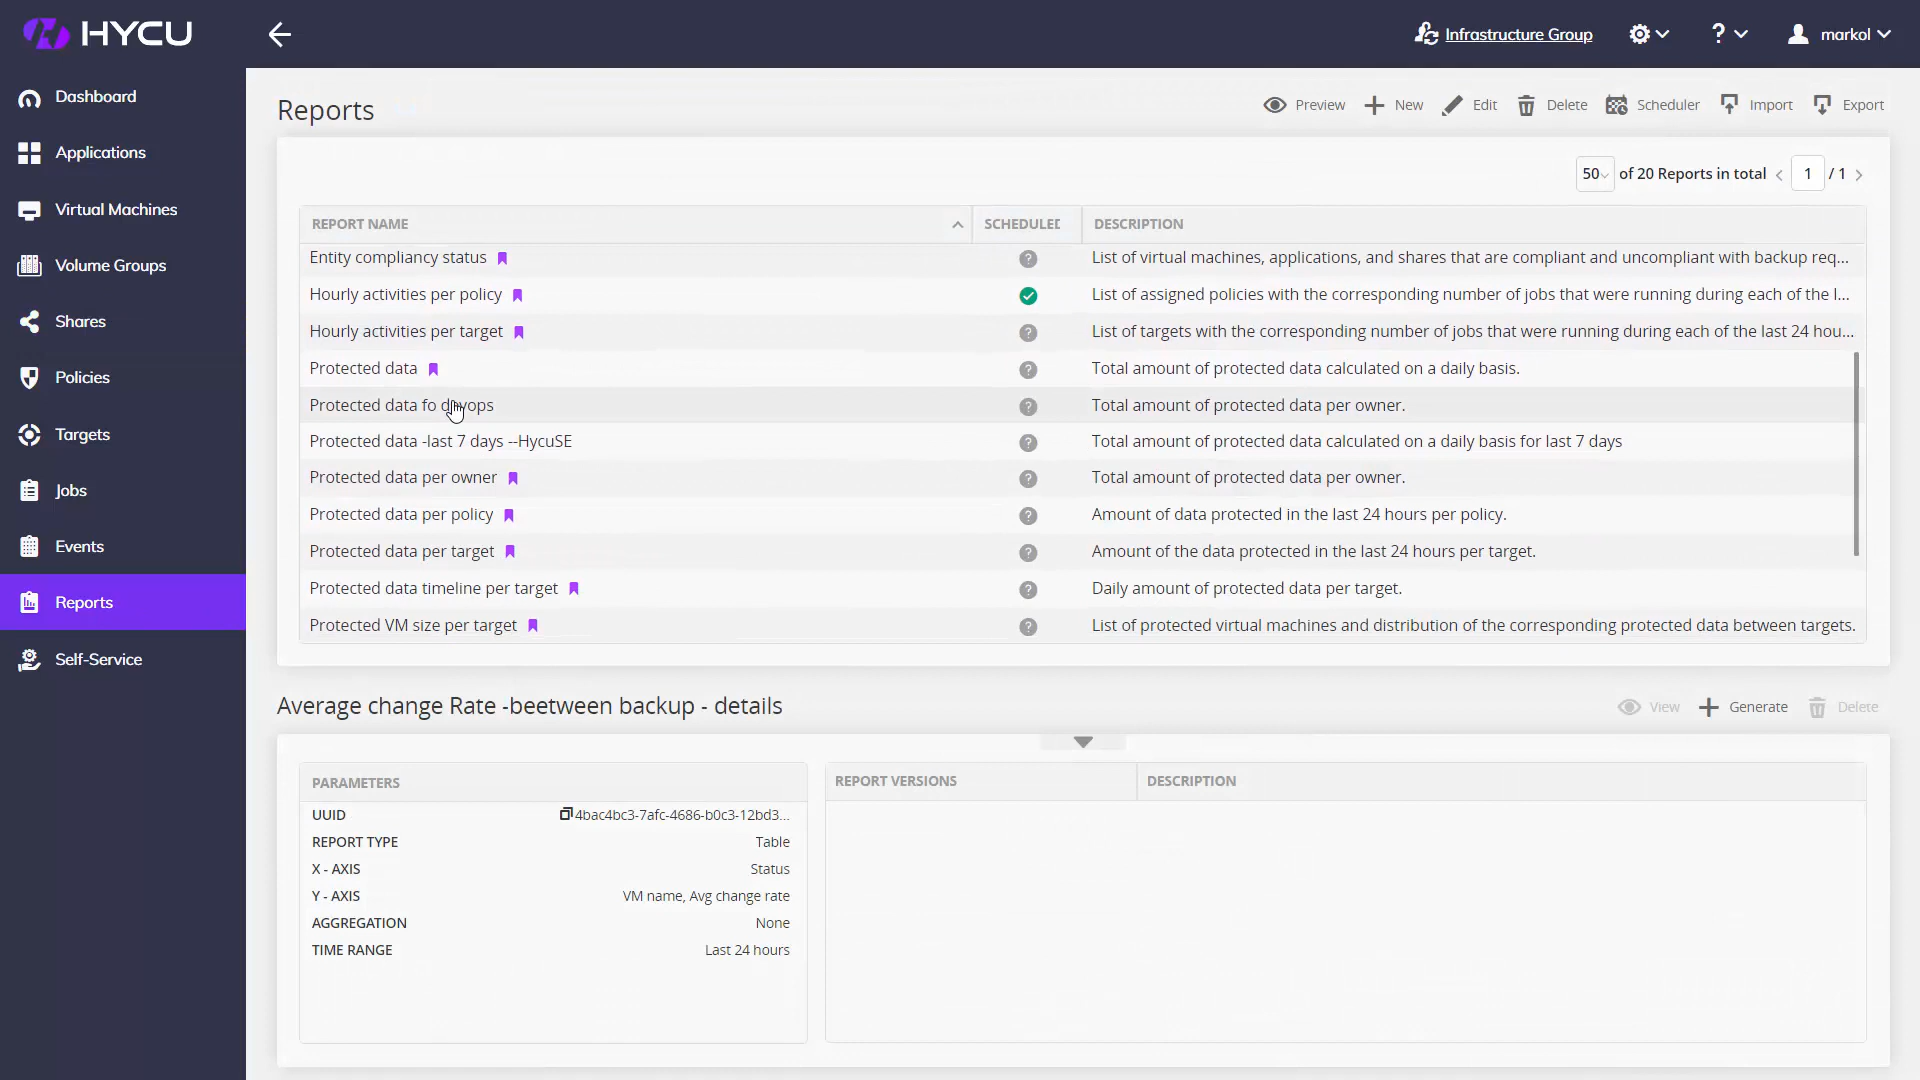 HYCU
Infrastructure Group
?
markol
Dashboard
Applications
Virtual Machines
Volume Groups
Shares
Policies
Targets
Jobs
Events
Reports
Self-Service
Reports
Preview New Edit Delete Scheduler Import Export
50 of 20 Reports in total < 1 / 1 >
REPORT NAME SCHEDULED DESCRIPTION
Entity compliancy status ? List of virtual machines, applications, and shares that are compliant and uncompliant with backup req...
Hourly activities per policy List of assigned policies with the corresponding number of jobs that were running during each of the l...
Hourly activities per target ? List of targets with the corresponding number of jobs that were running during each of the last 24 hou...
Protected data ? Total amount of protected data calculated on a daily basis.
Protected data fo devops ? Total amount of protected data per owner.
Protected data -last 7 days --HycuSE ? Total amount of protected data calculated on a daily basis for last 7 days
Protected data per owner ? Total amount of protected data per owner.
Protected data per policy ? Amount of data protected in the last 24 hours per policy.
Protected data per target ? Amount of the data protected in the last 24 hours per target.
Protected data timeline per target ? Daily amount of protected data per target.
Protected VM size per target ? List of protected virtual machines and distribution of the corresponding protected data between targets.
Average change Rate -beetween backup - details
View Generate Delete
PARAMETERS
UUID 4bac4bc3-7afc-4686-b0c3-12bd3...
REPORT TYPE Table
X - AXIS Status
Y - AXIS VM name, Avg change rate
AGGREGATION None
TIME RANGE Last 24 hours
REPORT VERSIONS DESCRIPTION